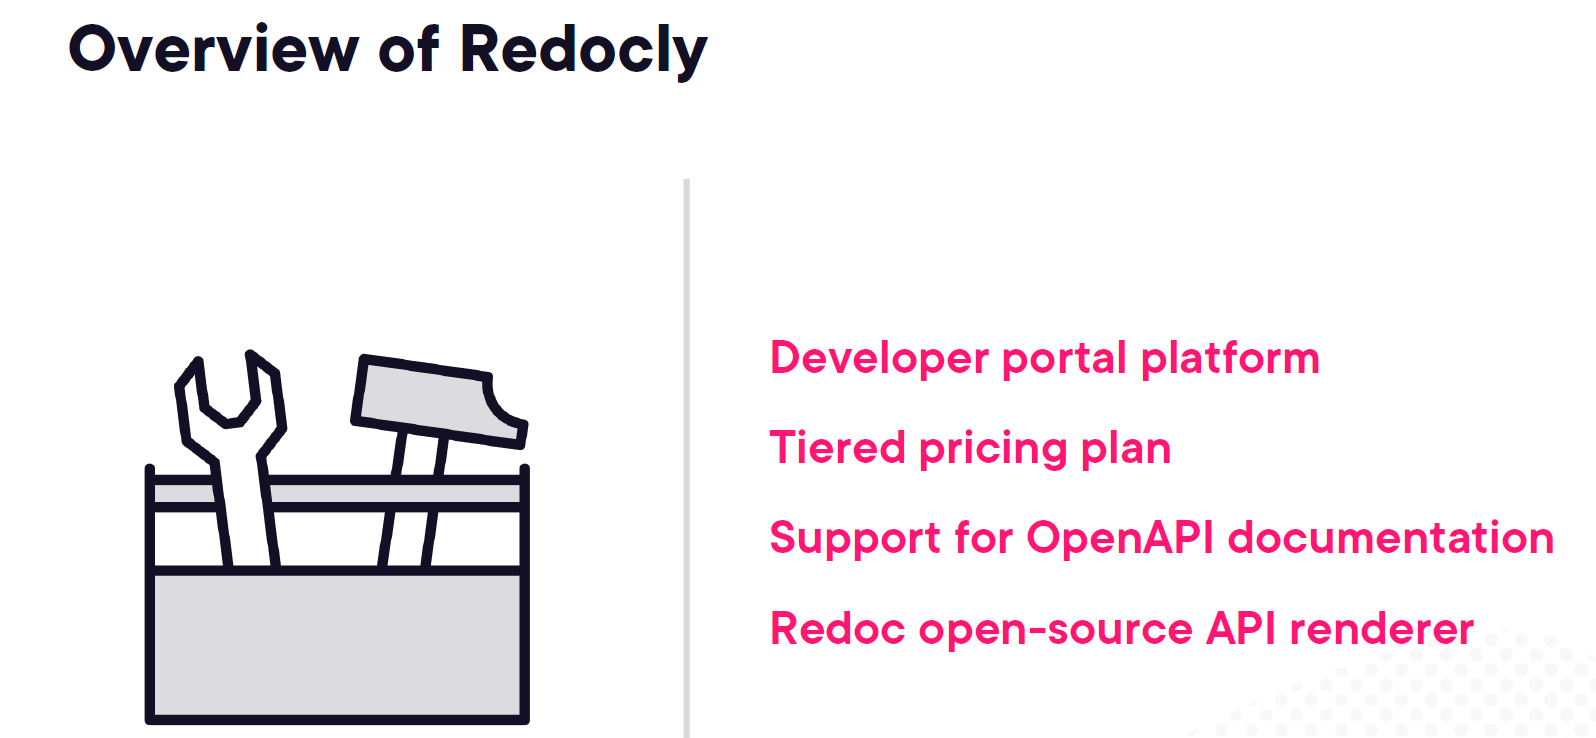 Overview of Redocly
Developer portal platform
Tiered pricing plan
Support for OpenAPI documentation
Redoc open-source API renderer